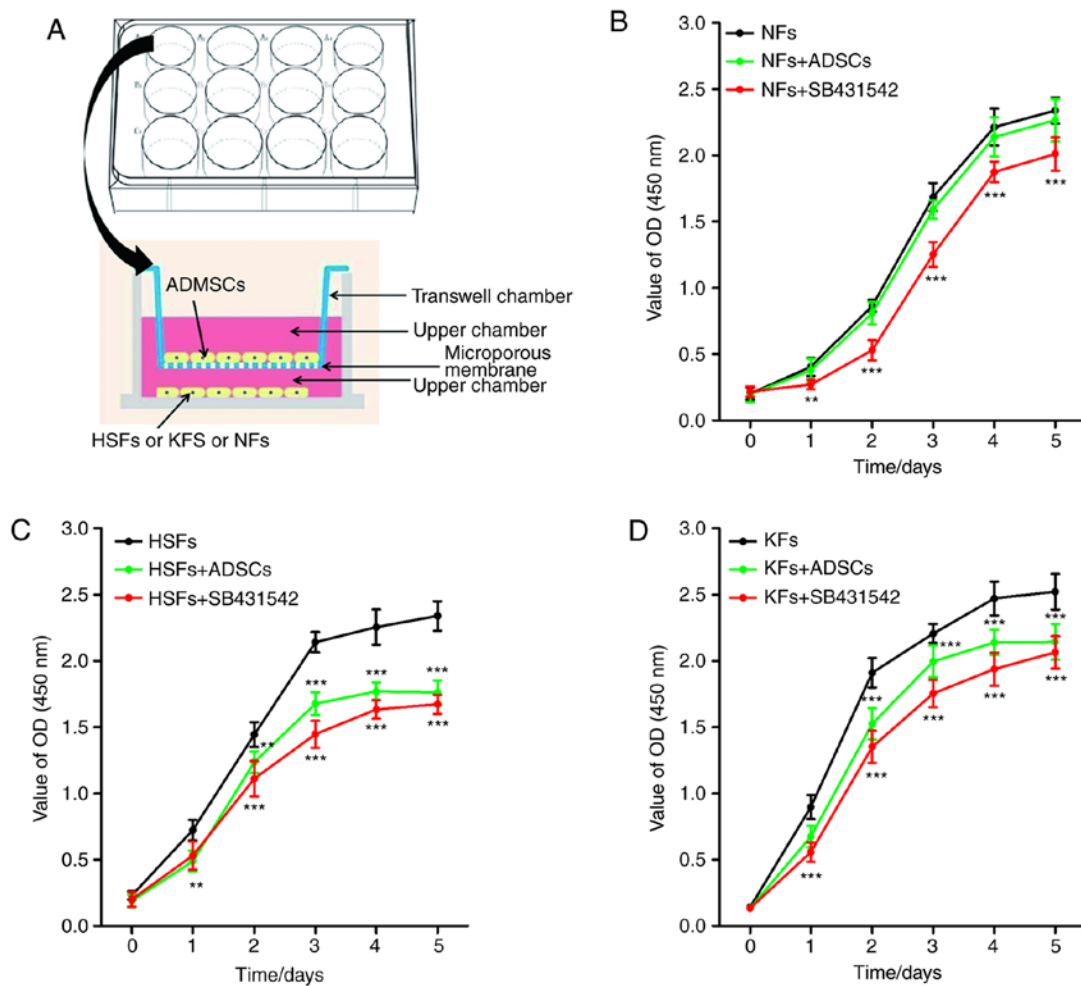 A
ADMSCs
Transwell chamber
Upper chamber
Microporous
membrane
Upper chamber
HSFs or KFS or NFs
B
NFs
NFs+ADSCs
NFs+SB431542
Value of OD (450 nm)
3.0
2.5
2.0
1.5
1.0
0.5
0.0
**
***
***
***
***
0 1 2 3 4 5
Time/days
C
HSFs
HSFs+ADSCs
HSFs+SB431542
Value of OD (450 nm)
3.0
2.5
2.0
1.5
1.0
0.5
0.0
**
**
***
***
***
***
***
***
***
0 1 2 3 4 5
Time/days
D
KFs
KFs+ADSCs
KFs+SB431542
Value of OD (450 nm)
3.0
2.5
2.0
1.5
1.0
0.5
0.0
***
***
***
****
***
***
***
***
***
0 1 2 3 4 5
Time/days